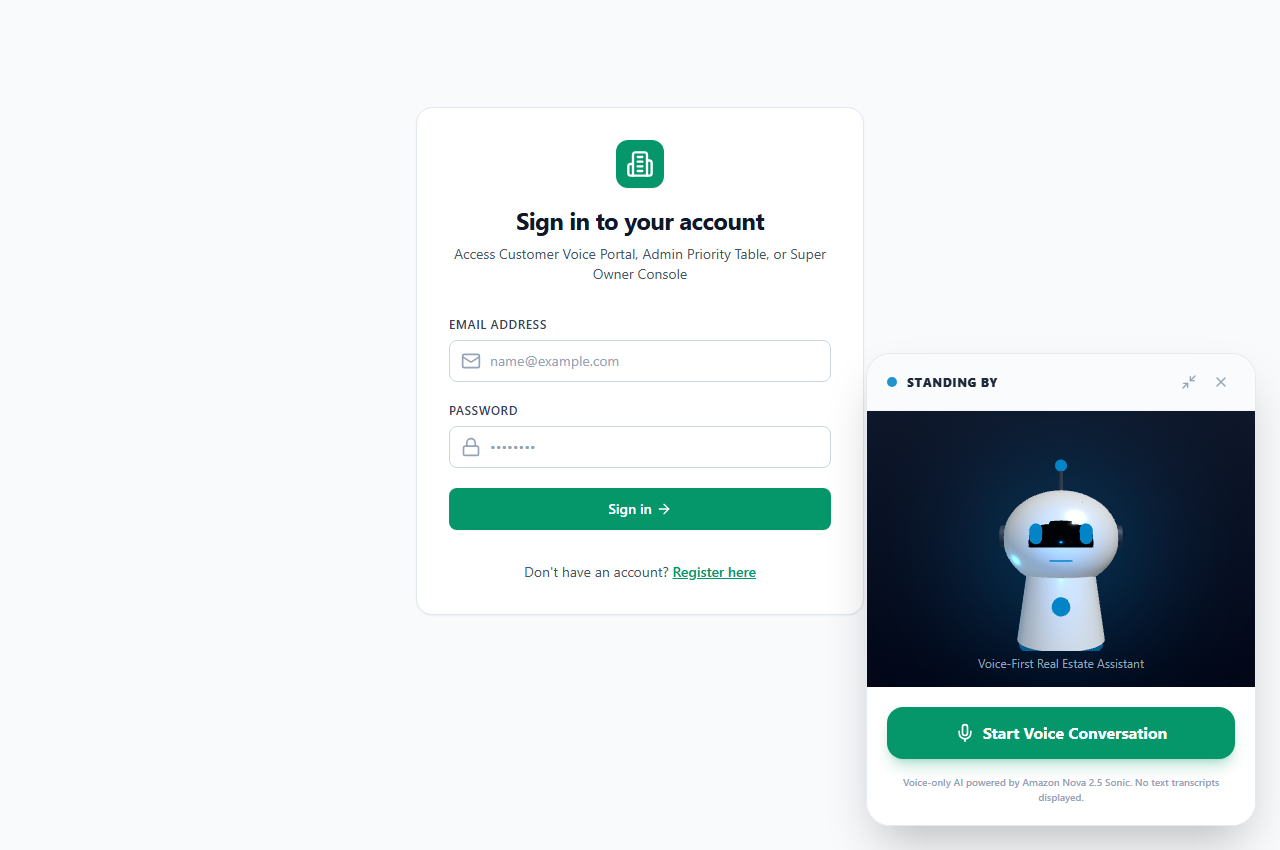 Sign in to your account
Access Customer Voice Portal, Admin Priority Table, or Super
Owner Console
EMAIL ADDRESS
name@example.com
PASSWORD
••••••••
Sign in →
Don't have an account? Register here
STANDING BY
Voice-First Real Estate Assistant
Start Voice Conversation
Voice-only AI powered by Amazon Nova 2.5 Sonic. No text transcripts
displayed.